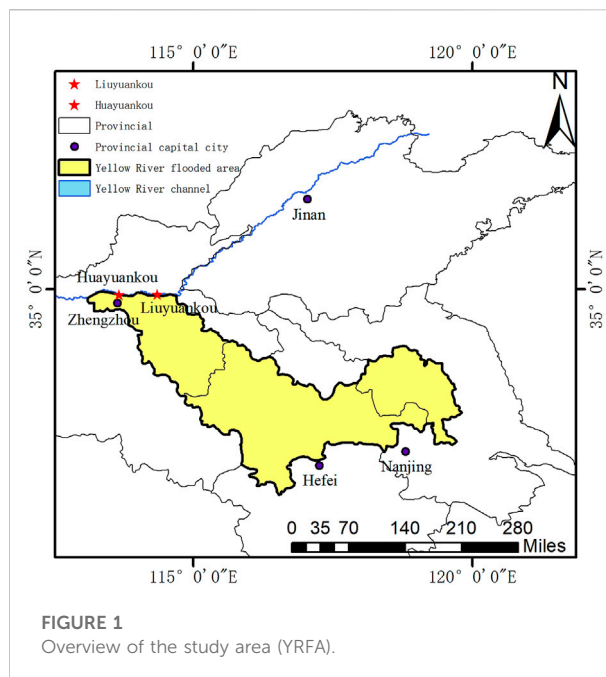 115° 0′0″E 120° 0′0″E
Liuyuankou
Huayuankou
Provincial
Provincial capital city
Yellow River flooded area
Yellow River channel
N
Jinan
35° 0′0″N
35° 0′0″N
Huayuankou
Zhengzhou
Liuyuankou
Hefei
Nanjing
0 35 70 140 210 280
Miles
115° 0′0″E 120° 0′0″E
FIGURE 1
Overview of the study area (YRFA).